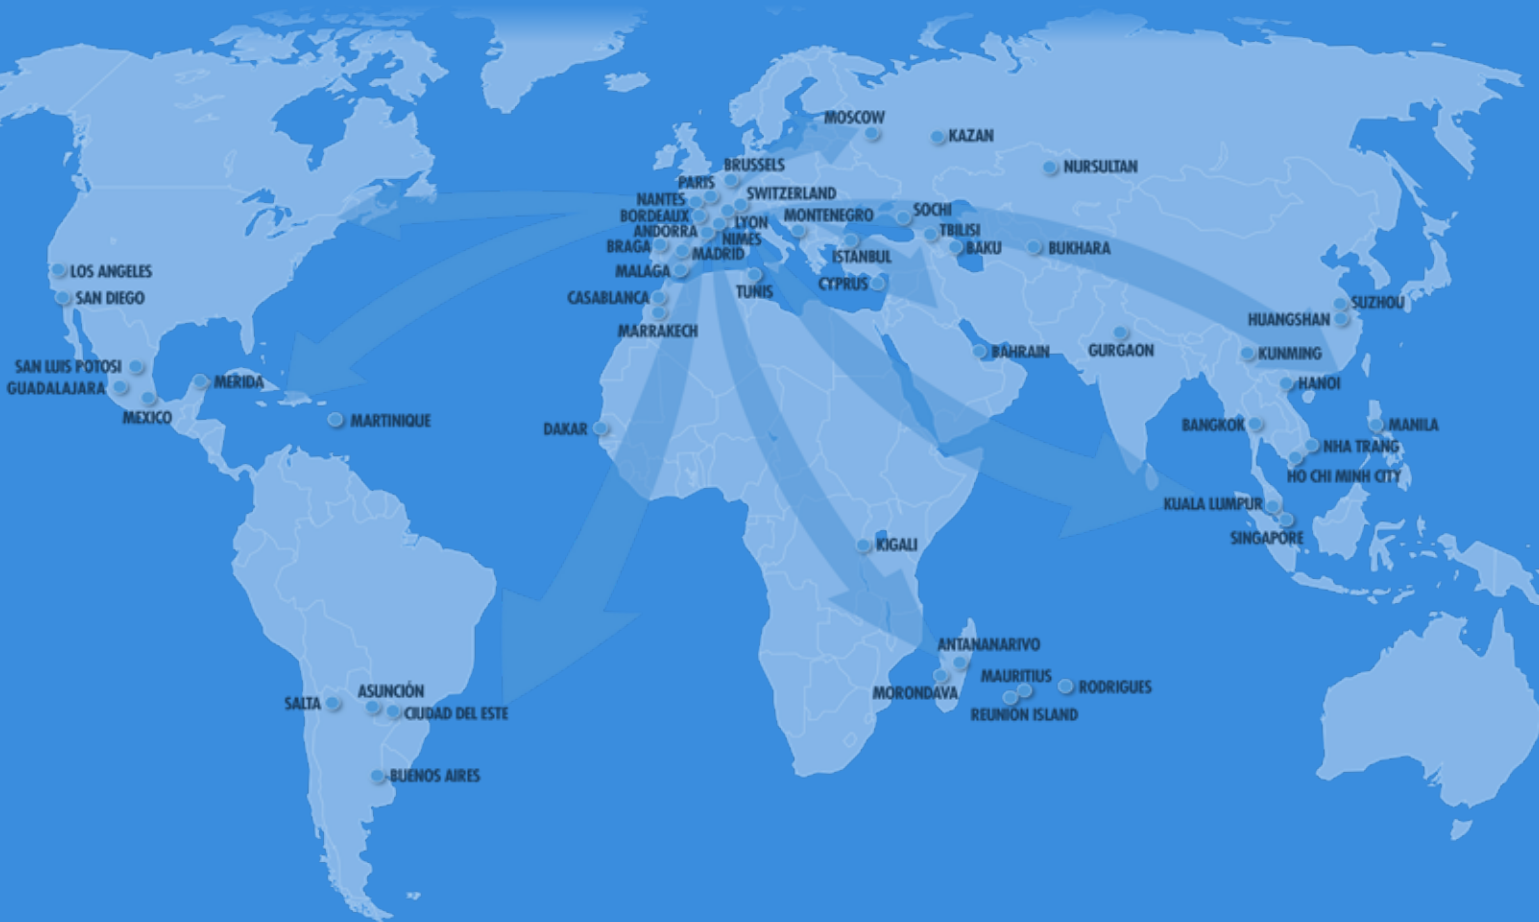 MOSCOW
KAZAN
BRUSSELS
NURSULTAN
PARIS
SWITZERLAND
NANTES
BORDEAUX
LYON
MONTENEGRO
SOCHI
ANDORRA
NIMES
TBILISI
BRAGA
MADRID
ISTANBUL
BAKU
BUKHARA
MALAGA
CYPRUS
TUNIS
LOS ANGELES
SAN DIEGO
CASABLANCA
SUZHOU
HUANGSHAN
MARRAKECH
BAHRAIN
GURGAON
KUNMING
SAN LUIS POTOSI
MERIDA
GUADALAJARA
HANOI
MEXICO
MARTINIQUE
DAKAR
BANGKOK
MANILA
NHA TRANG
HO CHI MINH CITY
KUALA LUMPUR
SINGAPORE
KIGALI
ANTANANARIVO
MAURITIUS
RODRIGUES
MORONDAVA
REUNION ISLAND
ASUNCIÓN
SALTA
CIUDAD DEL ESTE
BUENOS AIRES